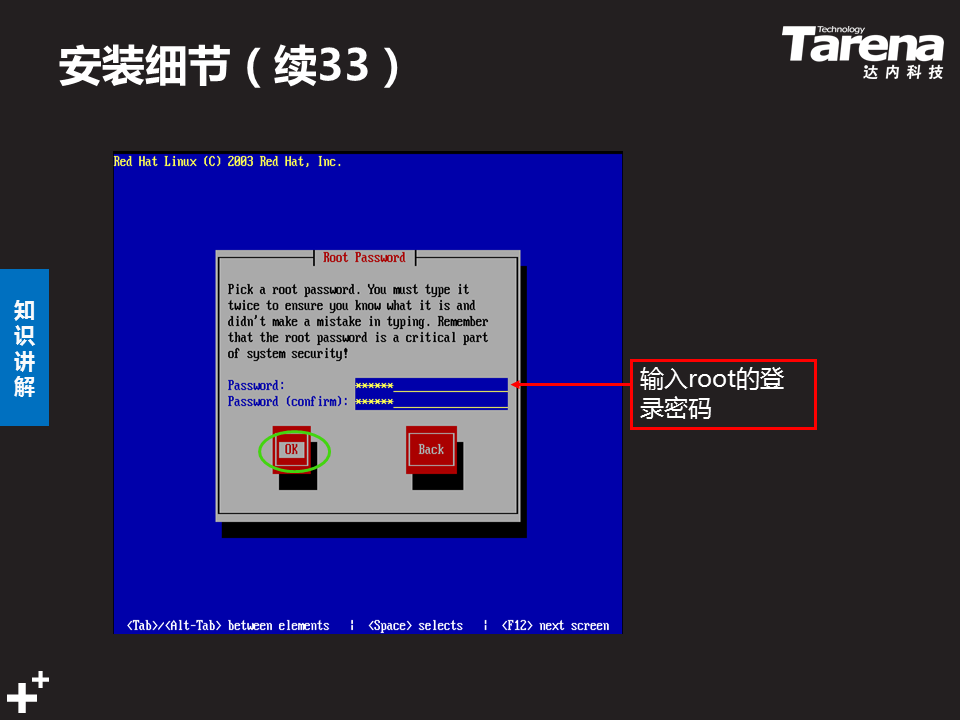 安装细节（续33）
Technology
Tarena
达内科技
Red Hat Linux (C) 2003 Red Hat, Inc.
Root Password
Pick a root password. You must type it
twice to ensure you know what it is and
didn't make a mistake in typing. Remember
that the root password is a critical part
of system security!
Password: ******
Password (confirm): ******
OK
Back
<Tab>/<Alt-Tab> between elements | <Space> selects | <F12> next screen
知识讲解
输入root的登
录密码